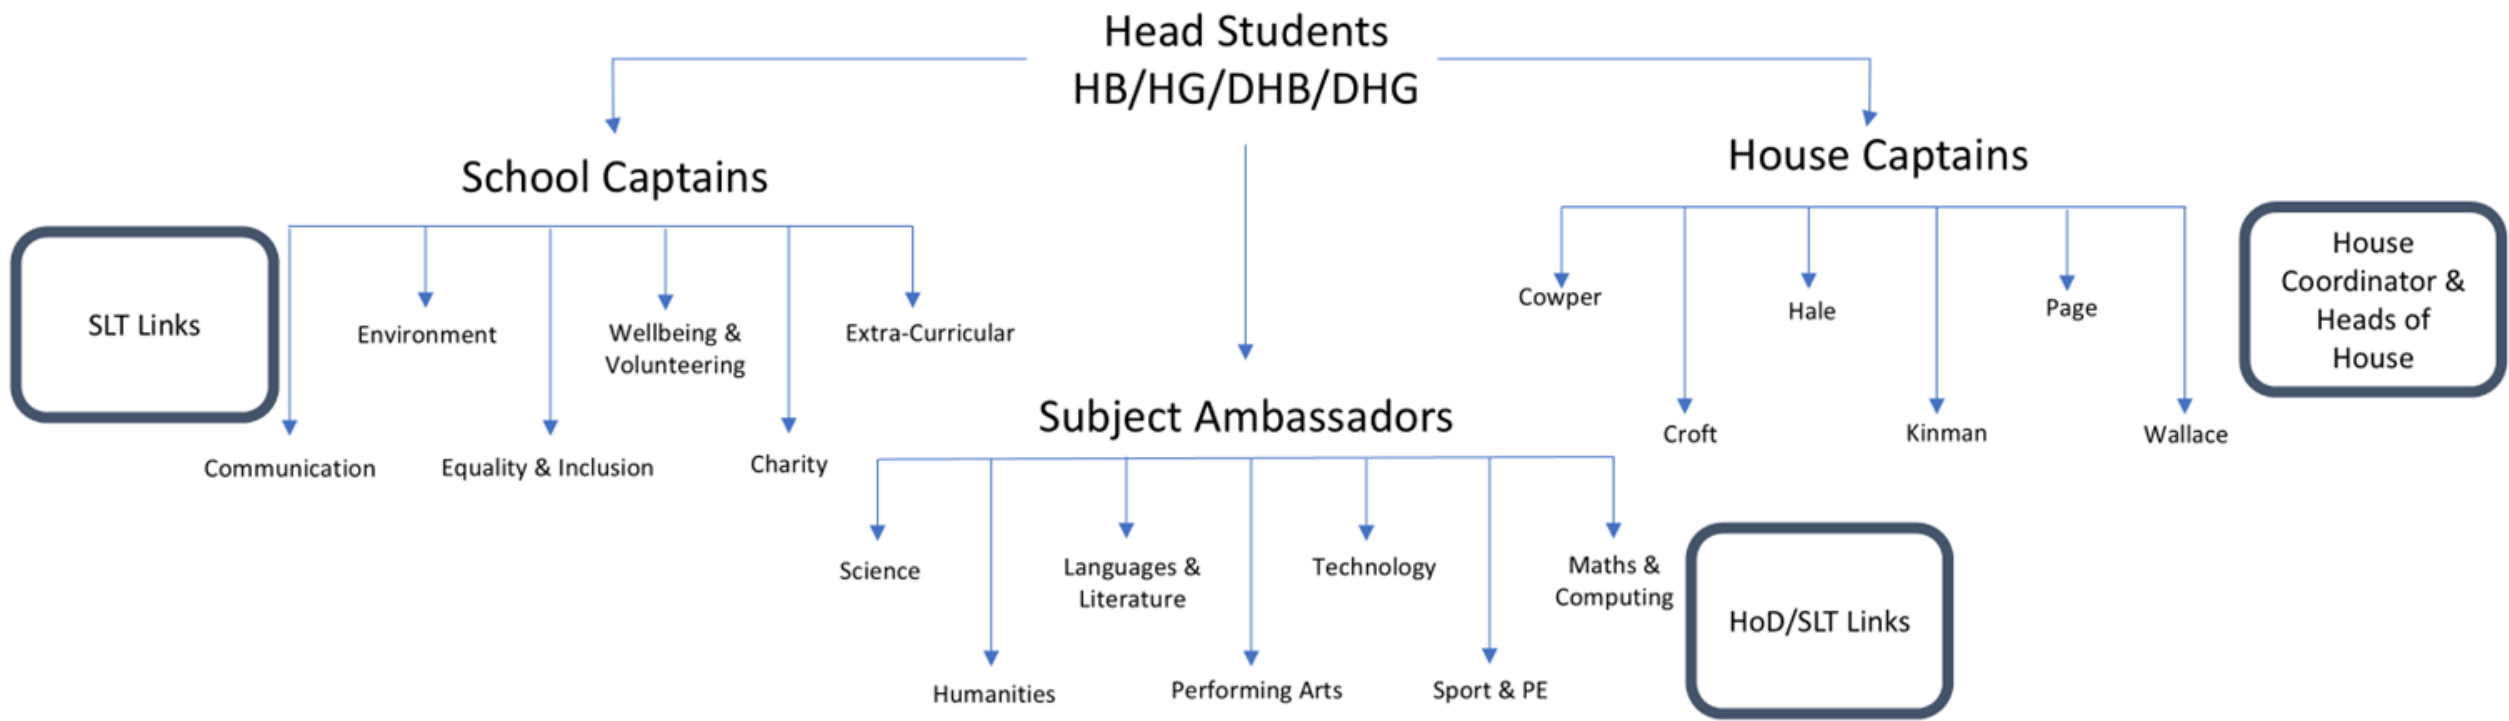 Head Students
HB/HG/DHB/DHG
School Captains
House Captains
SLT Links
Communication
Environment
Equality & Inclusion
Wellbeing &
Volunteering
Charity
Extra-Curricular
Cowper
Croft
Hale
Kinman
Page
Wallace
House
Coordinator &
Heads of
House
Subject Ambassadors
Science
Humanities
Languages &
Literature
Performing Arts
Technology
Sport & PE
Maths &
Computing
HoD/SLT Links